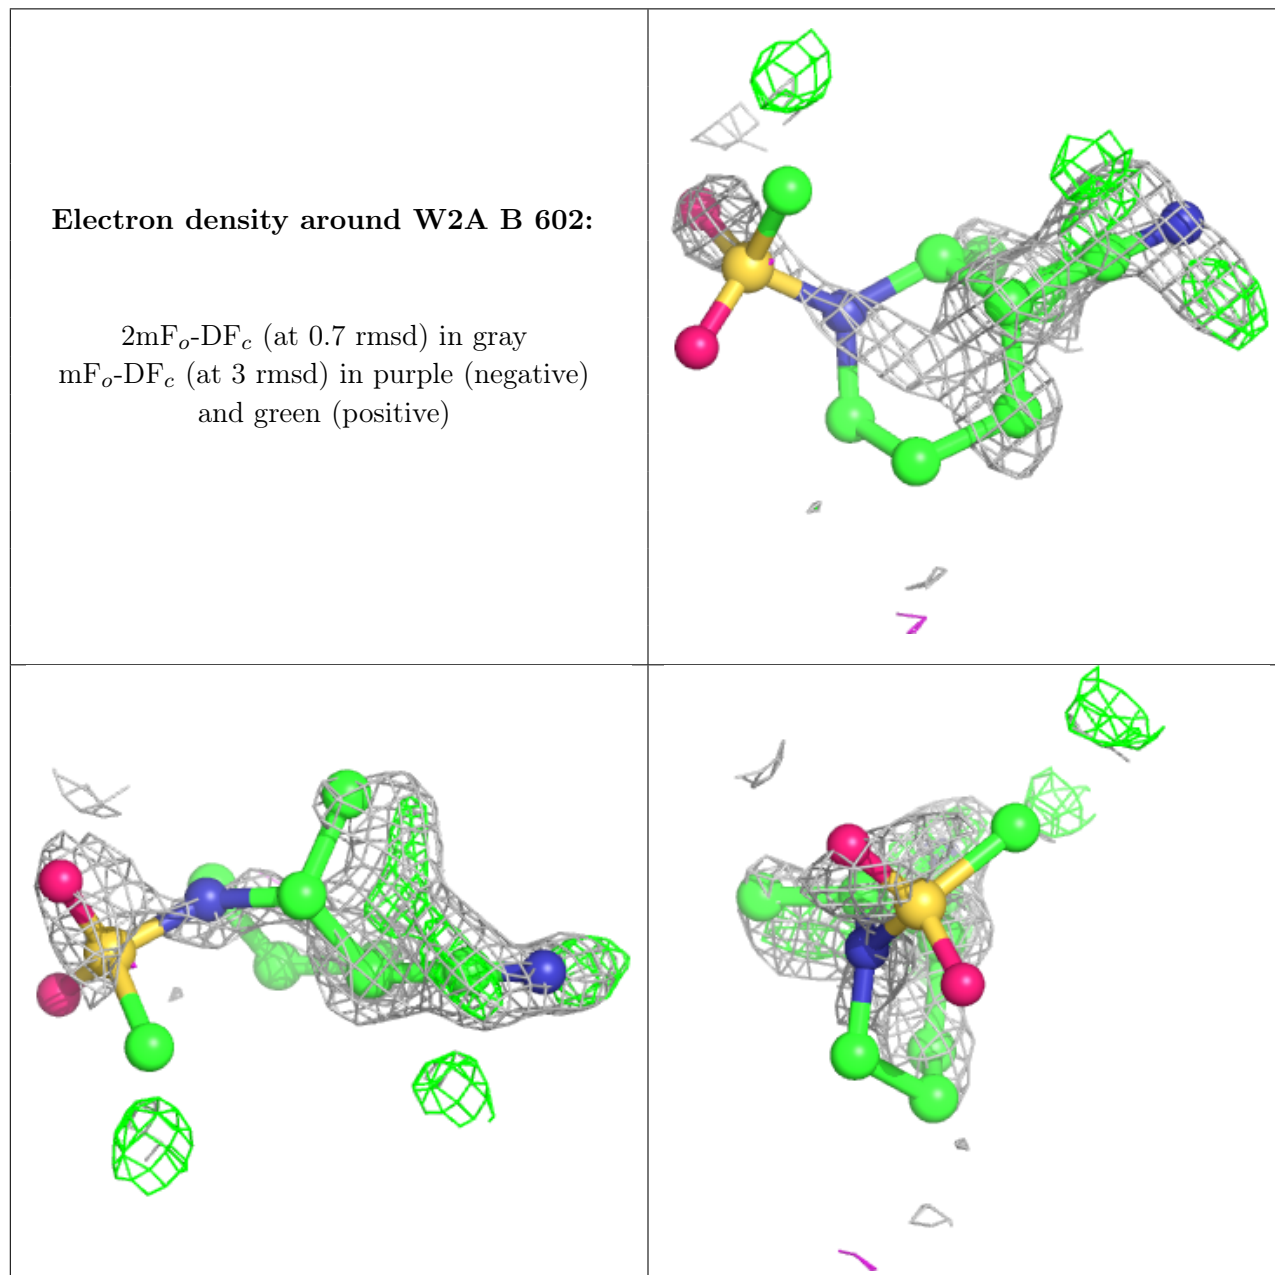 Electron density around W2A B 602:
2mFo-DFc (at 0.7 rmsd) in gray
mFo-DFc (at 3 rmsd) in purple (negative)
and green (positive)